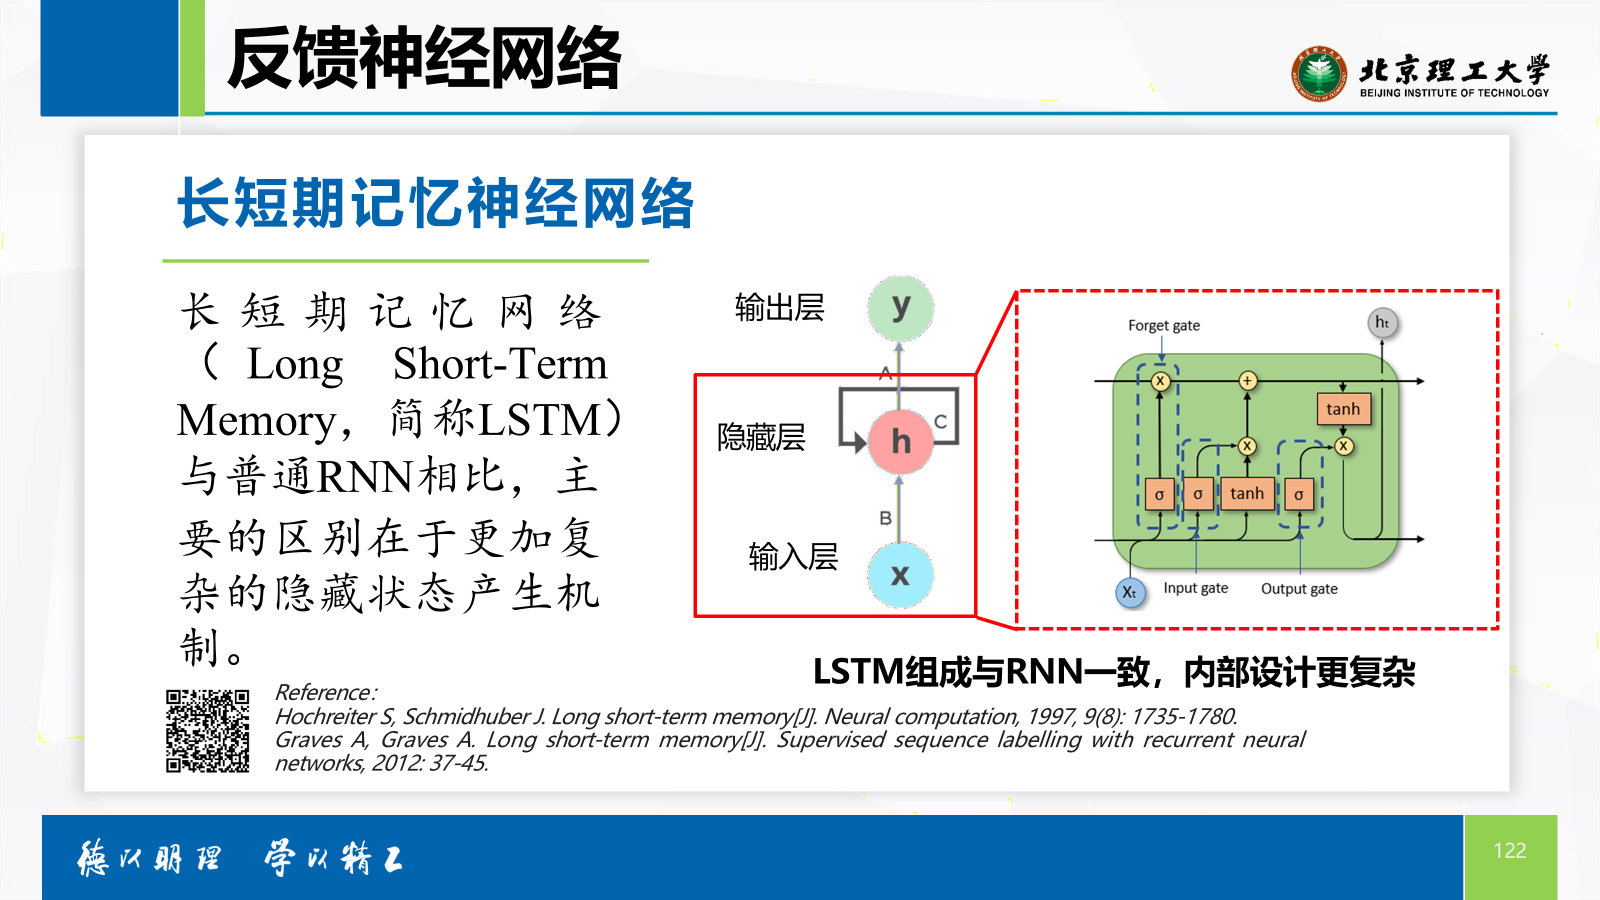 反馈神经网络
北京理工大学
BEIJING INSTITUTE OF TECHNOLOGY
长短期记忆神经网络
长短期记忆网络
（Long Short-Term
Memory，简称LSTM）
与普通RNN相比，主
要的区别在于更加复
杂的隐藏状态产生机
制。
输出层
y
A
隐藏层
h
C
B
输入层
x
Forget gate
ht
x
+
tanh
x
x
σ
σ
tanh
σ
Xt
Input gate
Output gate
LSTM组成与RNN一致，内部设计更复杂
Reference：
Hochreiter S, Schmidhuber J. Long short-term memory[J]. Neural computation, 1997, 9(8): 1735-1780.
Graves A, Graves A. Long short-term memory[J]. Supervised sequence labelling with recurrent neural
networks, 2012: 37-45.
德以明理 学以精工
122